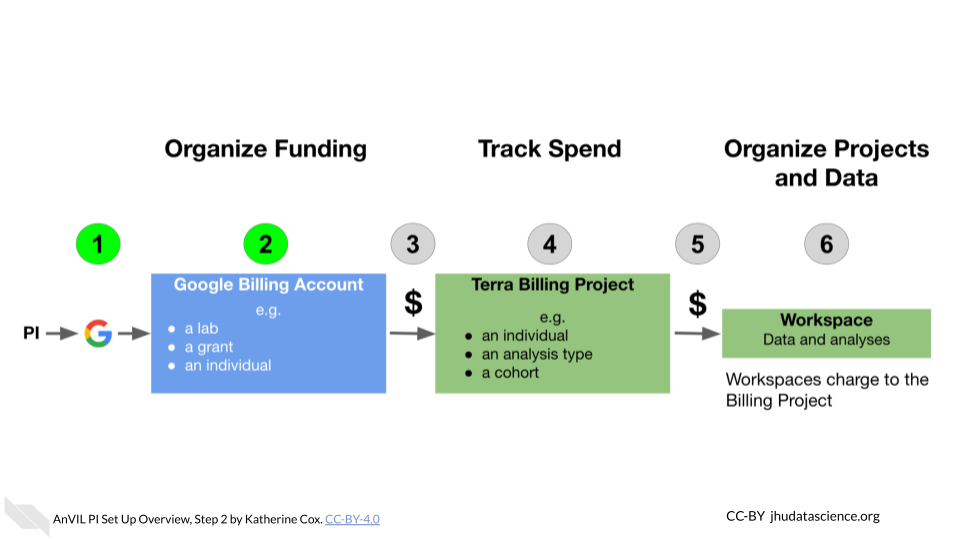 Organize Funding
Track Spend
Organize Projects
and Data
1
2
3
4
5
6
PI
G
Google Billing Account
e.g.
● a lab
● a grant
● an individual
$
Terra Billing Project
e.g.
● an individual
● an analysis type
● a cohort
$
Workspace
Data and analyses
Workspaces charge to the
Billing Project
AnVIL PI Set Up Overview, Step 2 by Katherine Cox. CC-BY-4.0
CC-BY jhudatascience.org